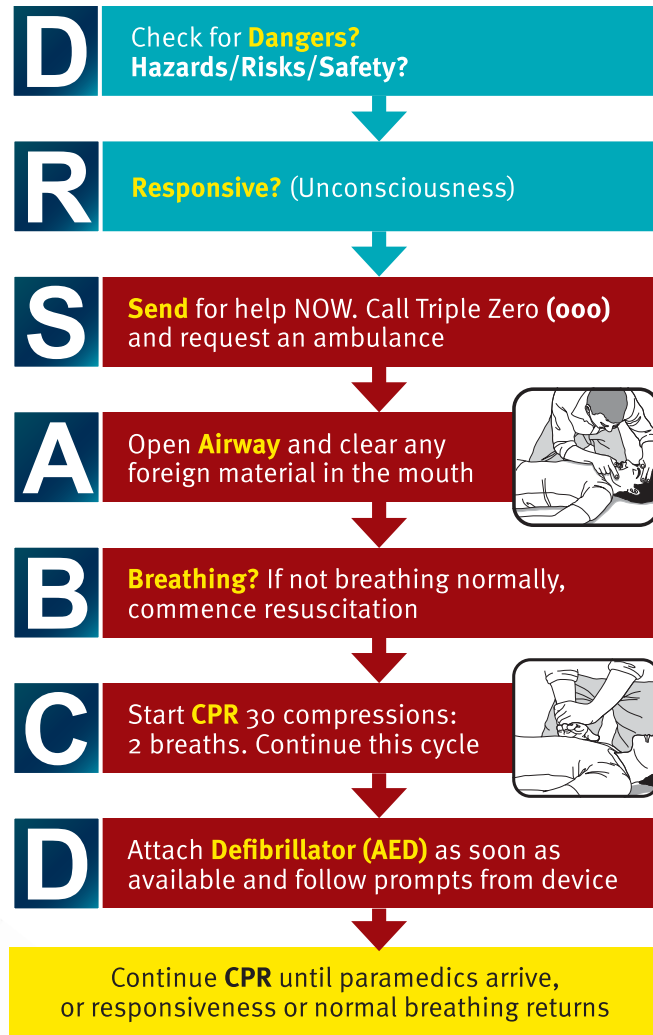 D
Check for Dangers?
Hazards/Risks/Safety?
R
Responsive? (Unconsciousness)
S
Send for help NOW. Call Triple Zero (000)
and request an ambulance
A
Open Airway and clear any
foreign material in the mouth
B
Breathing? If not breathing normally,
commence resuscitation
C
Start CPR 30 compressions:
2 breaths. Continue this cycle
D
Attach Defibrillator (AED) as soon as
available and follow prompts from device
Continue CPR until paramedics arrive,
or responsiveness or normal breathing returns